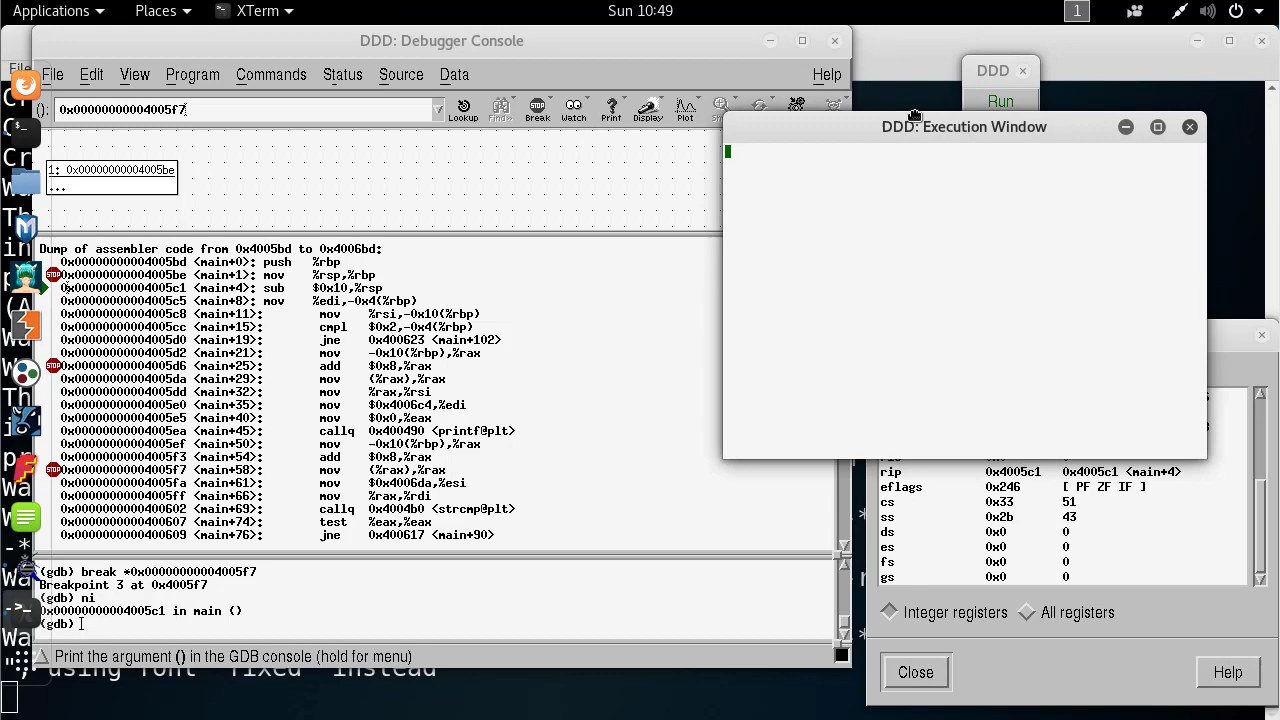 Applications Places XTerm Sun 10:49 1
DDD: Debugger Console
File Edit View Program Commands Status Source Data Help
(): 0x00000000004005f7 Lookup Find» Break Watch Print Display Plot
DDD
Run
DDD: Execution Window
1: 0x00000000004005be
...
Dump of assembler code from 0x4005bd to 0x4006bd:
0x00000000004005bd <main+0>: push %rbp
0x00000000004005be <main+1>: mov %rsp,%rbp
0x00000000004005c1 <main+4>: sub $0x10,%rsp
0x00000000004005c5 <main+8>: mov %edi,-0x4(%rbp)
0x00000000004005c8 <main+11>: mov %rsi,-0x10(%rbp)
0x00000000004005cc <main+15>: cmpl $0x2,-0x4(%rbp)
0x00000000004005d0 <main+19>: jne 0x400623 <main+102>
0x00000000004005d2 <main+21>: mov -0x10(%rbp),%rax
0x00000000004005d6 <main+25>: add $0x8,%rax
0x00000000004005da <main+29>: mov (%rax),%rax
0x00000000004005dd <main+32>: mov %rax,%rsi
0x00000000004005e0 <main+35>: mov $0x4006c4,%edi
0x00000000004005e5 <main+40>: mov $0x0,%eax
0x00000000004005ea <main+45>: callq 0x400490 <printf@plt>
0x00000000004005ef <main+50>: mov -0x10(%rbp),%rax
0x00000000004005f3 <main+54>: add $0x8,%rax
0x00000000004005f7 <main+58>: mov (%rax),%rax
0x00000000004005fa <main+61>: mov $0x4006da,%esi
0x00000000004005ff <main+66>: mov %rax,%rdi
0x0000000000400602 <main+69>: callq 0x4004b0 <strcmp@plt>
0x0000000000400607 <main+74>: test %eax,%eax
0x0000000000400609 <main+76>: jne 0x400617 <main+90>
(gdb) break *0x00000000004005f7
Breakpoint 3 at 0x4005f7
(gdb) ni
0x00000000004005c1 in main ()
(gdb)
Print the argument () in the GDB console (hold for menu)
rip 0x4005c1 0x4005c1 <main+4>
eflags 0x246 [ PF ZF IF ]
cs 0x33 51
ss 0x2b 43
ds 0x0 0
es 0x0 0
fs 0x0 0
gs 0x0 0
Integer registers All registers
Close Help
using font "fixed" instead